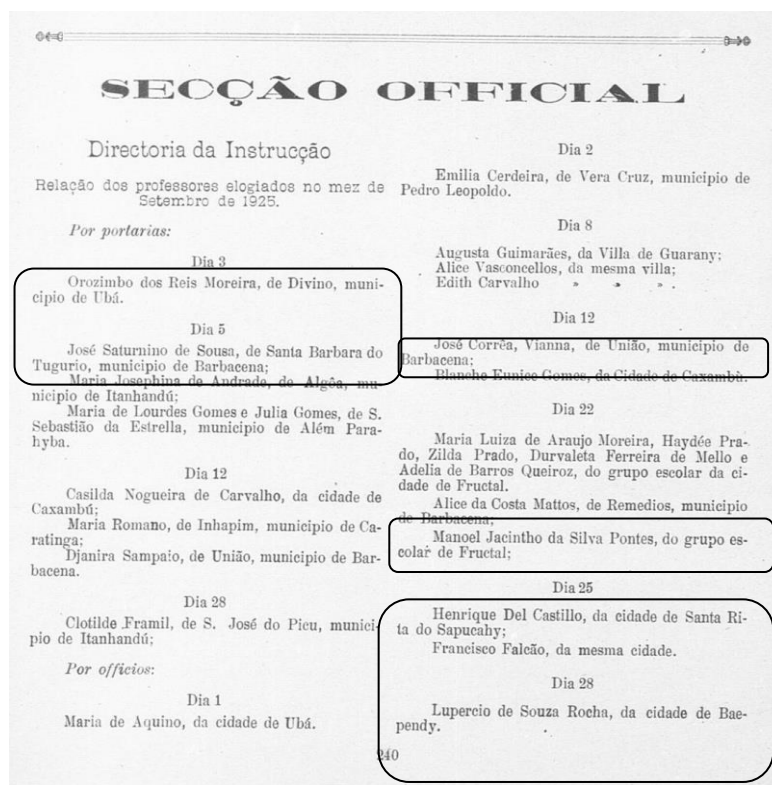 SECÇÃO OFFICIAL
Directoria da Instrucção
Relação dos professores elogiados no mez de
Setembro de 1925.
Por portarias:
Dia 3
Orozimbo dos Reis Moreira, de Divino, muni-
cipio de Ubá.
Dia 5
José Saturnino de Sousa, de Santa Barbara do
Tugurio, municipio de Barbacena;
Maria Josephina de Andrade, de Algôa, mu-
nicipio de Itanhandú;
Maria de Lourdes Gomes e Julia Gomes, de S.
Sebastião da Estrella, municipio de Além Para-
hyba.
Dia 12
Casilda Nogueira de Carvalho, da cidade de
Caxambú;
Maria Romano, de Inhapim, municipio de Ca-
ratinga;
Djanira Sampaio, de União, municipio de Bar-
bacena.
Dia 28
Clotilde Framil, de S. José do Picu, munici-
pio de Itanhandú;
Por officios:
Dia 1
Maria de Aquino, da cidade de Ubá.
Dia 2
Emilia Cerdeira, de Vera Cruz, municipio de
Pedro Leopoldo.
Dia 8
Augusta Guimarães, da Villa de Guarany;
Alice Vasconcellos, da mesma villa;
Edith Carvalho » » » .
Dia 12
José Corrêa, Vianna, de União, municipio de
Barbacena;
Blanche Eunice Gomes, da Cidade de Caxambù.
Dia 22
Maria Luiza de Araujo Moreira, Haydée Pra-
do, Zilda Prado, Durvaleta Ferreira de Mello e
Adelia de Barros Queiroz, do grupo escolar da ci-
dade de Fructal.
Alice da Costa Mattos, de Remedios, municipio
de Barbacena;
Manoel Jacintho da Silva Pontes, do grupo es-
colar de Fructal;
Dia 25
Henrique Del Castillo, da cidade de Santa Ri-
ta do Sapucahy;
Francisco Falcão, da mesma cidade.
Dia 28
Lupercio de Souza Rocha, da cidade de Bae-
pendy.
240